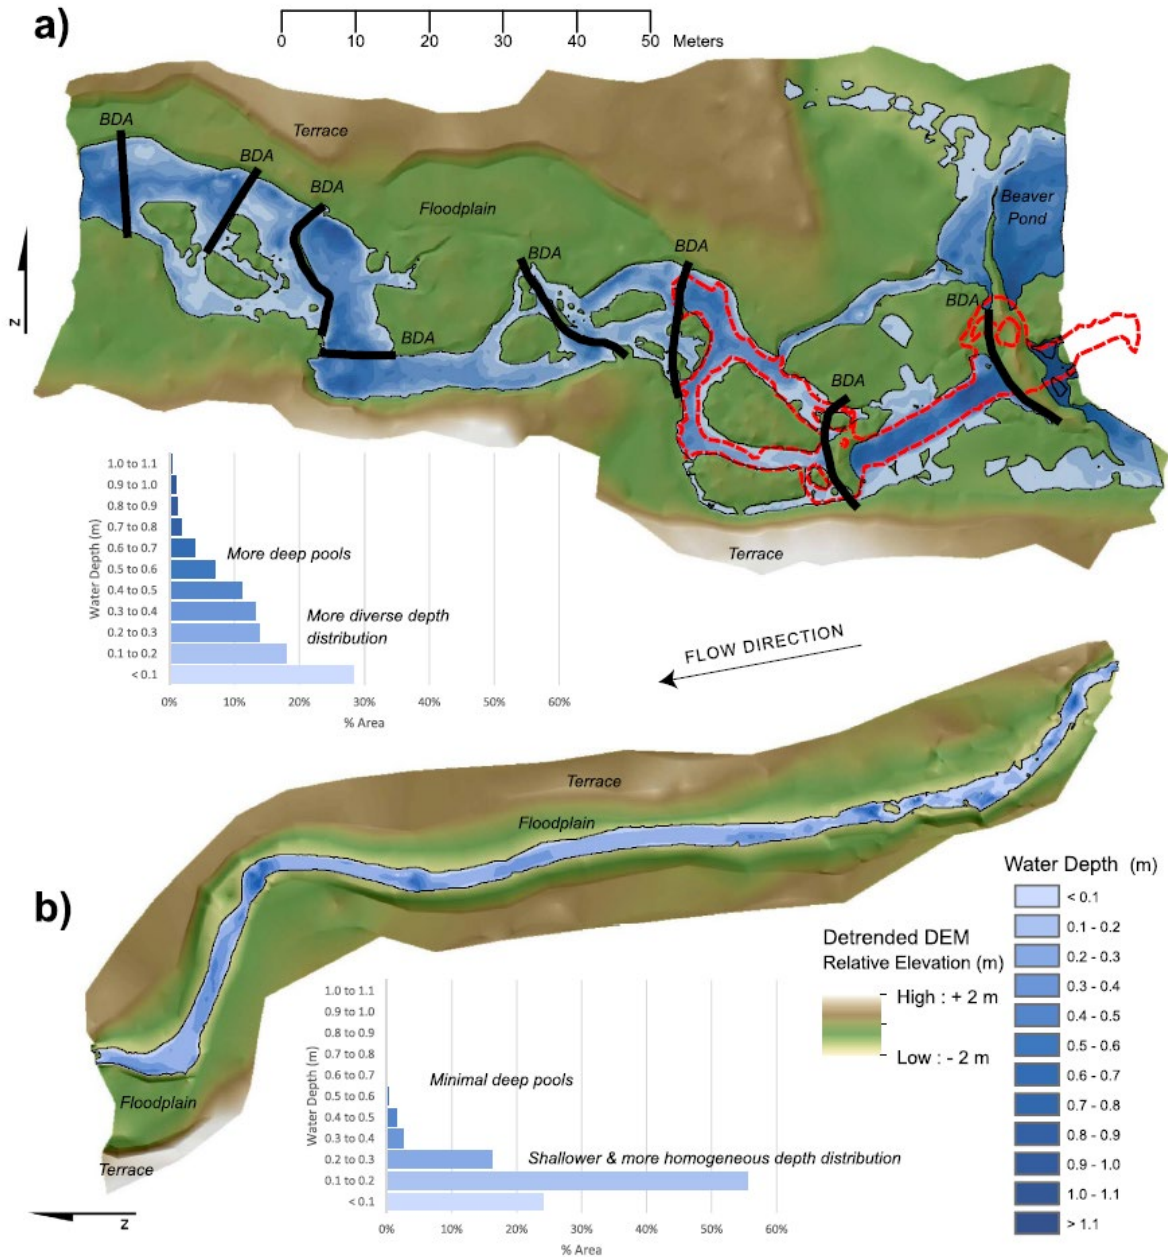 a)
0 10 20 30 40 50 Meters
BDA
Terrace
BDA
BDA
Floodplain
Beaver
Pond
BDA
BDA
BDA
BDA
BDA
z
Terrace
Water Depth (m)
1.0 to 1.1
0.9 to 1.0
0.8 to 0.9
0.7 to 0.8
0.6 to 0.7
0.5 to 0.6
0.4 to 0.5
0.3 to 0.4
0.2 to 0.3
0.1 to 0.2
< 0.1
More deep pools
More diverse depth
distribution
0% 10% 20% 30% 40% 50% 60%
% Area
FLOW DIRECTION
b)
Terrace
Floodplain
Floodplain
Terrace
z
Water Depth (m)
1.0 to 1.1
0.9 to 1.0
0.8 to 0.9
0.7 to 0.8
0.6 to 0.7
0.5 to 0.6
0.4 to 0.5
0.3 to 0.4
0.2 to 0.3
0.1 to 0.2
< 0.1
Minimal deep pools
Shallower & more homogeneous depth distribution
0% 10% 20% 30% 40% 50% 60%
% Area
Detrended DEM
Relative Elevation (m)
High : + 2 m
Low : - 2 m
Water Depth (m)
< 0.1
0.1 - 0.2
0.2 - 0.3
0.3 - 0.4
0.4 - 0.5
0.5 - 0.6
0.6 - 0.7
0.7 - 0.8
0.8 - 0.9
0.9 - 1.0
1.0 - 1.1
> 1.1